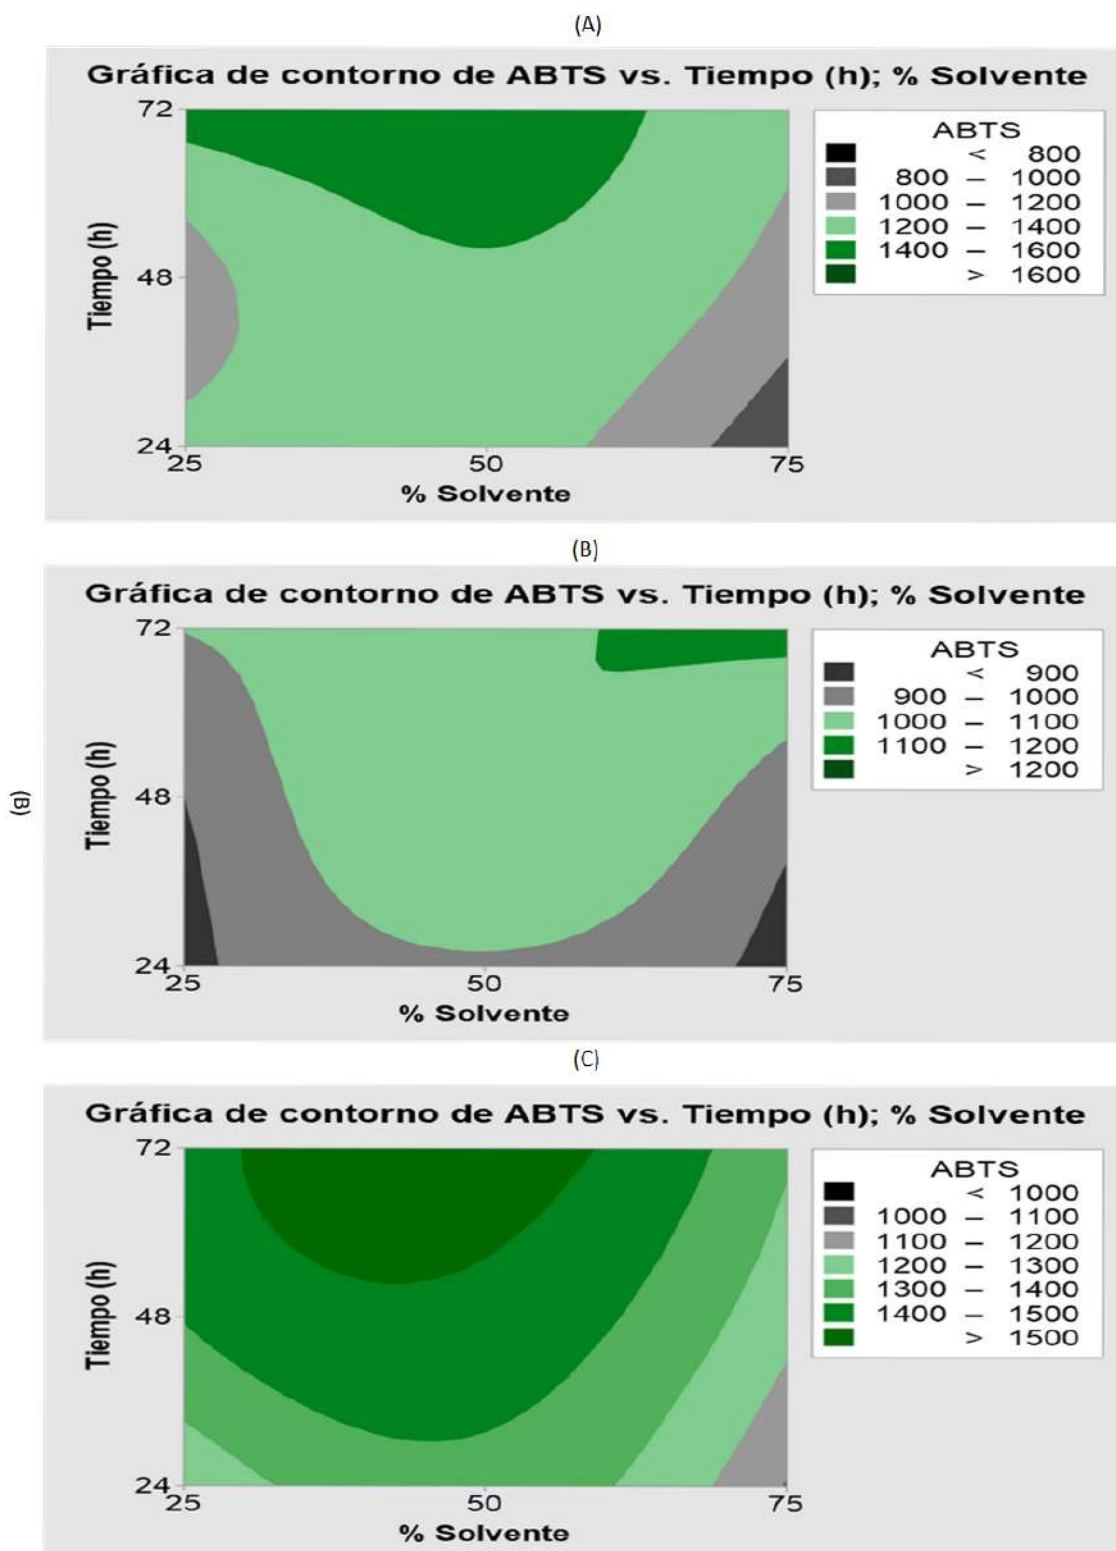 (A)
Gráfica de contorno de ABTS vs. Tiempo (h); % Solvente
72
48
24
Tiempo (h)
25 50 75
% Solvente
ABTS
< 800
800 – 1000
1000 – 1200
1200 – 1400
1400 – 1600
> 1600
(B)
Gráfica de contorno de ABTS vs. Tiempo (h); % Solvente
72
48
24
Tiempo (h)
(B)
25 50 75
% Solvente
ABTS
< 900
900 – 1000
1000 – 1100
1100 – 1200
> 1200
(C)
Gráfica de contorno de ABTS vs. Tiempo (h); % Solvente
72
48
24
Tiempo (h)
25 50 75
% Solvente
ABTS
< 1000
1000 – 1100
1100 – 1200
1200 – 1300
1300 – 1400
1400 – 1500
> 1500